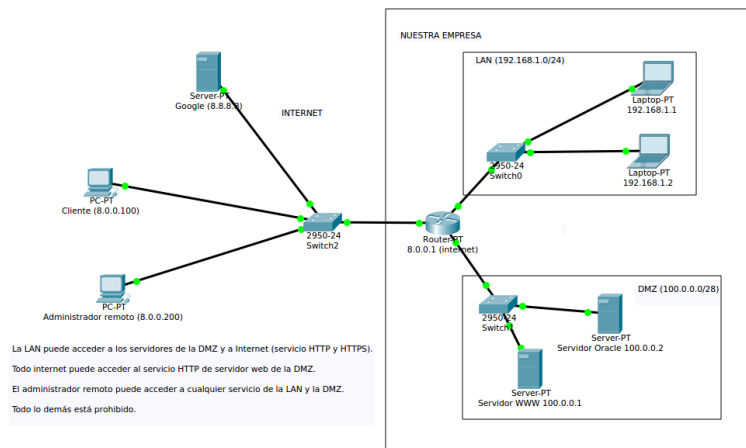 NUESTRA EMPRESA
LAN (192.168.1.0/24)
Server-PT
Google (8.8.8.8)
INTERNET
Laptop-PT
192.168.1.1
2950-24
Switch0
Laptop-PT
192.168.1.2
PC-PT
Cliente (8.0.0.100)
2950-24
Switch2
Router-PT
8.0.0.1 (internet)
DMZ (100.0.0.0/28)
PC-PT
Administrador remoto (8.0.0.200)
2950-24
Server-PT
Servidor Oracle 100.0.0.2
Server-PT
Servidor WWW 100.0.0.1
La LAN puede acceder a los servidores de la DMZ y a Internet (servicio HTTP y HTTPS).
Todo internet puede acceder al servicio HTTP de servidor web de la DMZ.
El administrador remoto puede acceder a cualquier servicio de la LAN y la DMZ.
Todo lo demás está prohibido.